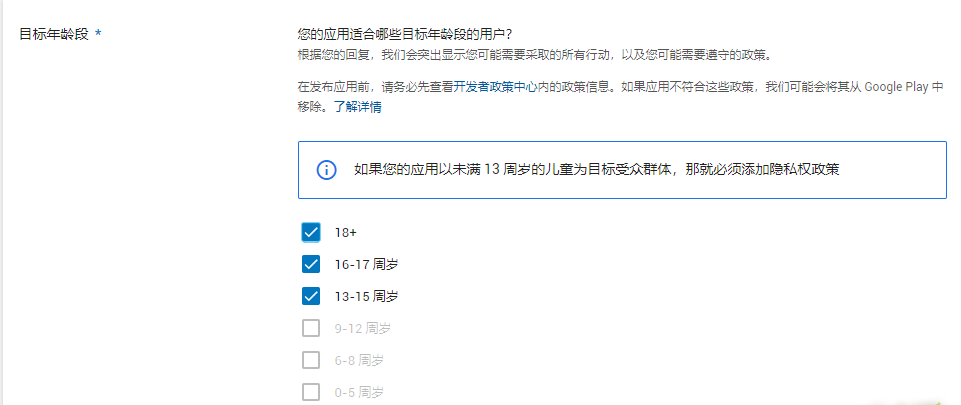 目标年龄段 *
您的应用适合哪些目标年龄段的用户？
根据您的回复，我们会突出显示您可能需要采取的所有行动，以及您可能需要遵守的政策。
在发布应用前，请务必先查看开发者政策中心内的政策信息。如果应用不符合这些政策，我们可能会将其从 Google Play 中
移除。了解详情
如果您的应用以未满 13 周岁的儿童为目标受众群体，那就必须添加隐私权政策
18+
16-17 周岁
13-15 周岁
9-12 周岁
6-8 周岁
0-5 周岁